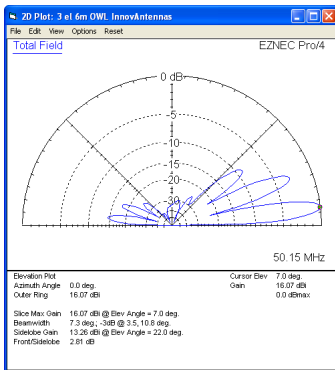 2D Plot: 3 el 6m OWL InnovAntennas
File Edit View Options Reset
Total Field EZNEC Pro/4
0 dB
-5
-10
-15
-20
-30
50.15 MHz
Elevation Plot Cursor Elev 7.0 deg.
Azimuth Angle 0.0 deg. Gain 16.07 dBi
Outer Ring 16.07 dBi 0.0 dBmax
Slice Max Gain 16.07 dBi @ Elev Angle = 7.0 deg.
Beamwidth 7.3 deg.; -3dB @ 3.5, 10.8 deg.
Sidelobe Gain 13.26 dBi @ Elev Angle = 22.0 deg.
Front/Sidelobe 2.81 dB